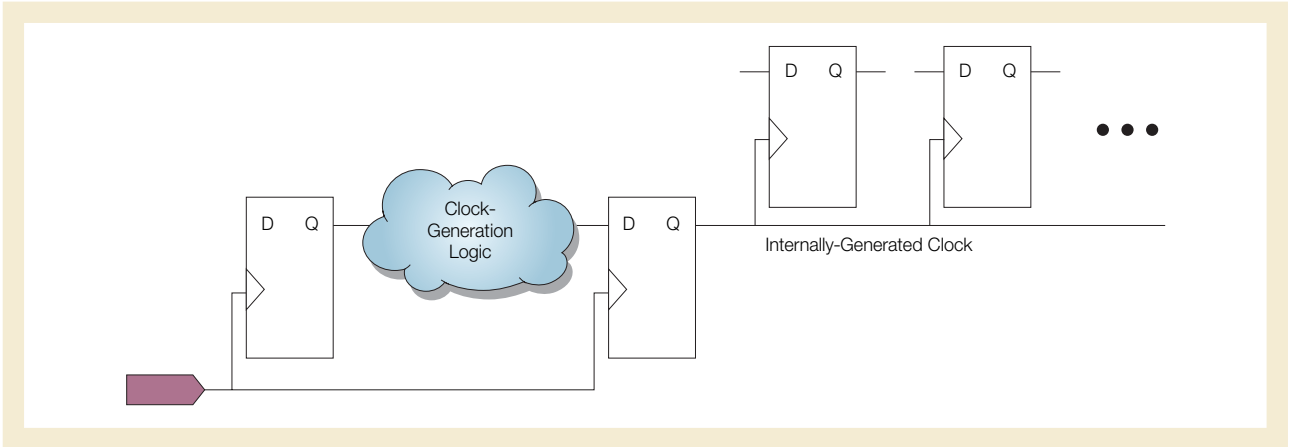 D Q
D Q
D Q
Clock-
Generation
Logic
D Q
Internally-Generated Clock